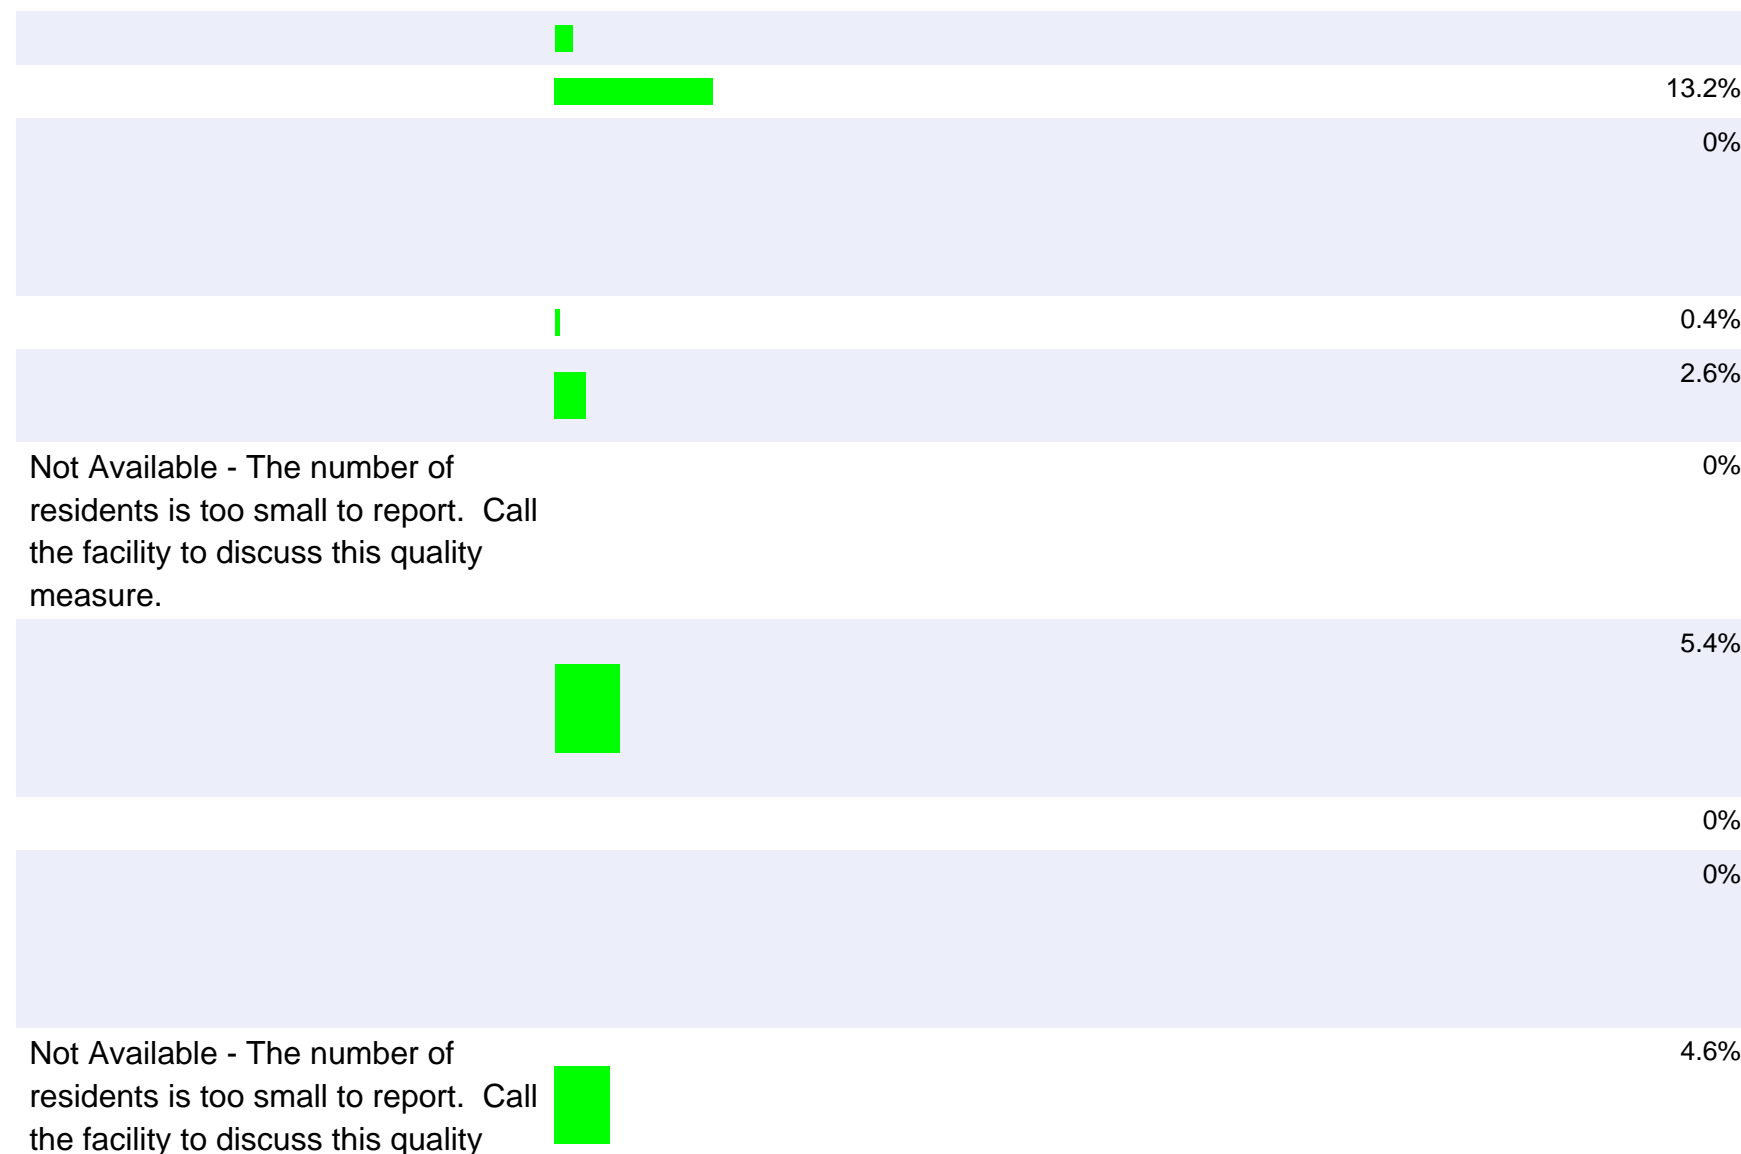 13.2%
0%
0.4%
2.6%
Not Available - The number of
residents is too small to report.  Call
the facility to discuss this quality
measure.
0%
5.4%
0%
0%
Not Available - The number of
residents is too small to report.  Call
the facility to discuss this quality
4.6%